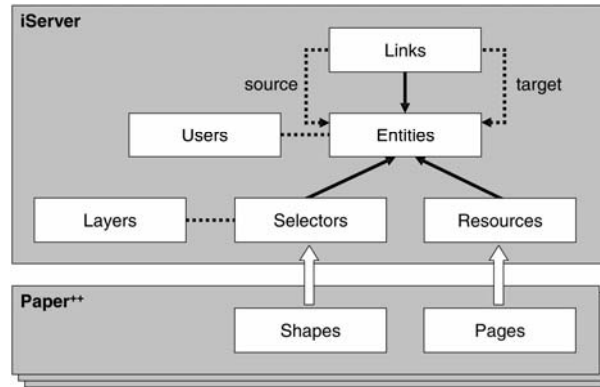 iServer
Links
source
target
Users
Entities
Layers
Selectors
Resources
Paper++
Shapes
Pages